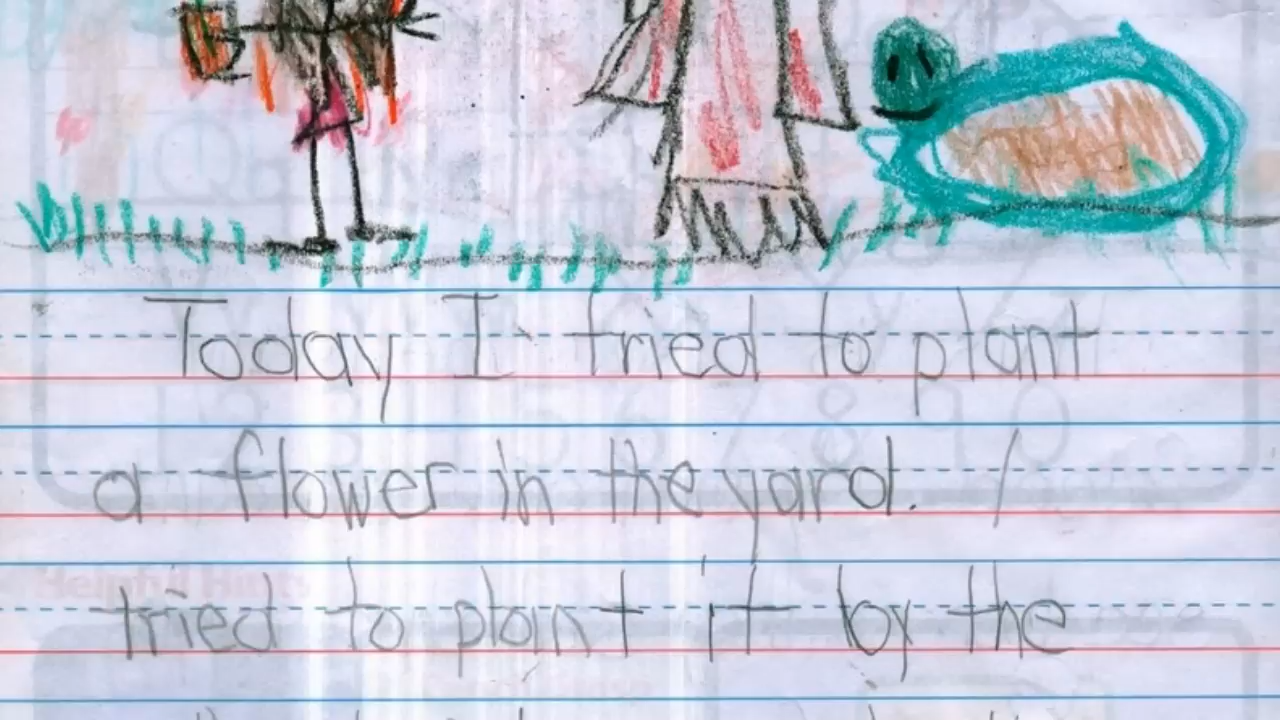 Today I tried to plant
a flower in the yard. I
tried to plant it by the